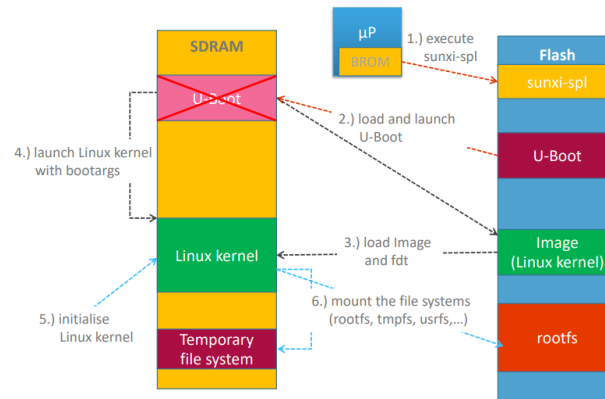 SDRAM
µP
BROM
1.) execute
sunxi-spl
Flash
sunxi-spl
U-Boot
2.) load and launch
U-Boot
U-Boot
4.) launch Linux kernel
with bootargs
Linux kernel
3.) load Image
and fdt
Image
(Linux kernel)
5.) initialise
Linux kernel
6.) mount the file systems
(rootfs, tmpfs, usrfs,...)
Temporary
file system
rootfs